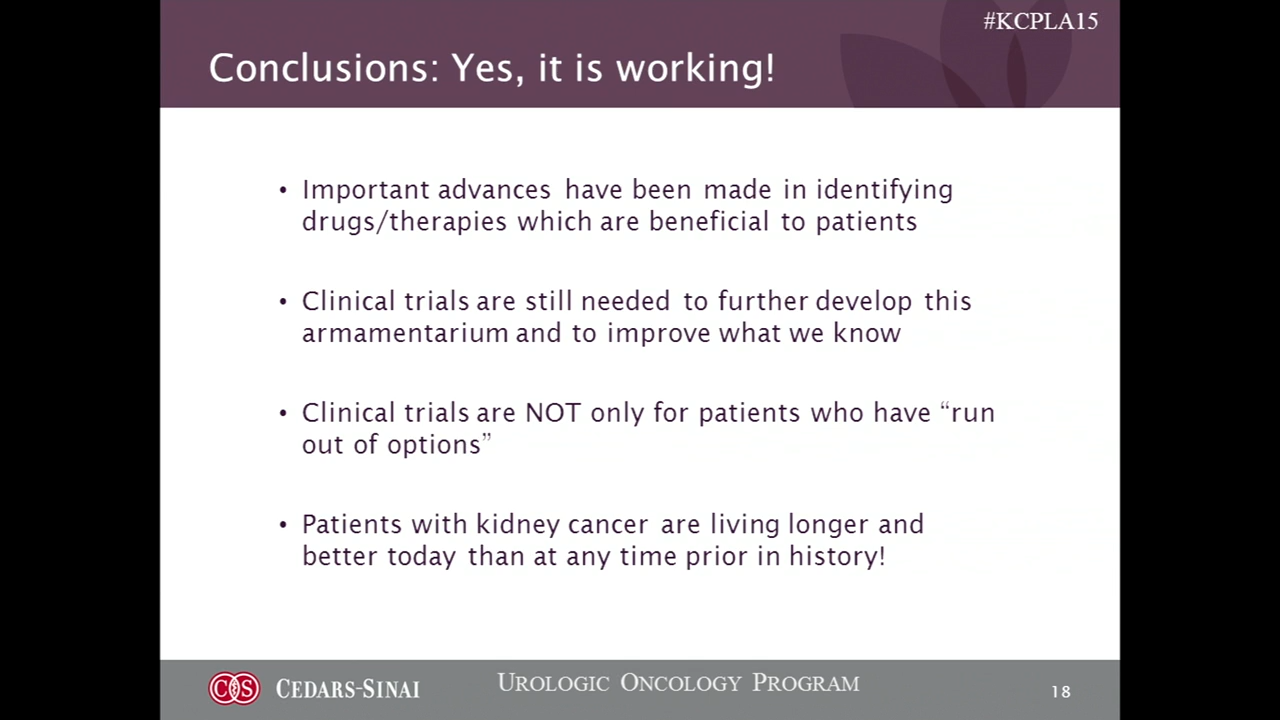 #KCPLA15
Conclusions: Yes, it is working!
• Important advances have been made in identifying
drugs/therapies which are beneficial to patients
• Clinical trials are still needed to further develop this
armamentarium and to improve what we know
• Clinical trials are NOT only for patients who have “run
out of options”
• Patients with kidney cancer are living longer and
better today than at any time prior in history!
CS CEDARS-SINAI
UROLOGIC ONCOLOGY PROGRAM
18